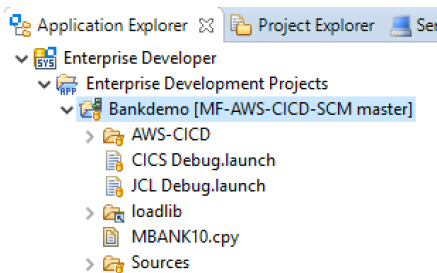 Application Explorer Project Explorer Ser
Enterprise Developer
Enterprise Development Projects
Bankdemo [MF-AWS-CICD-SCM master]
AWS-CICD
CICS Debug.launch
JCL Debug.launch
loadlib
MBANK10.cpy
Sources